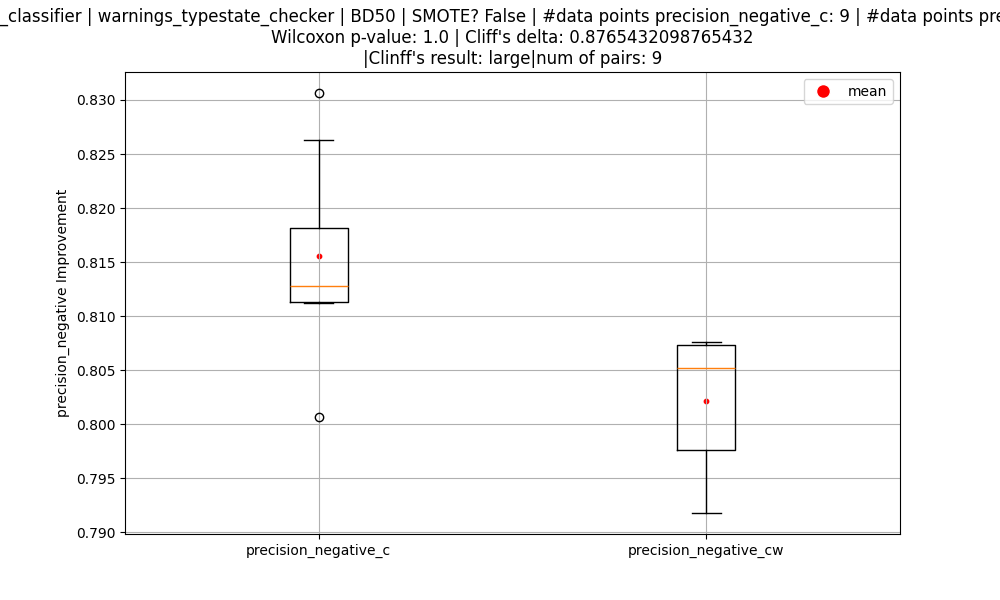 _classifier | warnings_typestate_checker | BD50 | SMOTE? False | #data points precision_negative_c: 9 | #data points pre
Wilcoxon p-value: 1.0 | Cliff's delta: 0.8765432098765432
|Clinff's result: large|num of pairs: 9
mean
0.830
0.825
0.820
0.815
0.810
0.805
0.800
0.795
0.790
precision_negative Improvement
precision_negative_c
precision_negative_cw